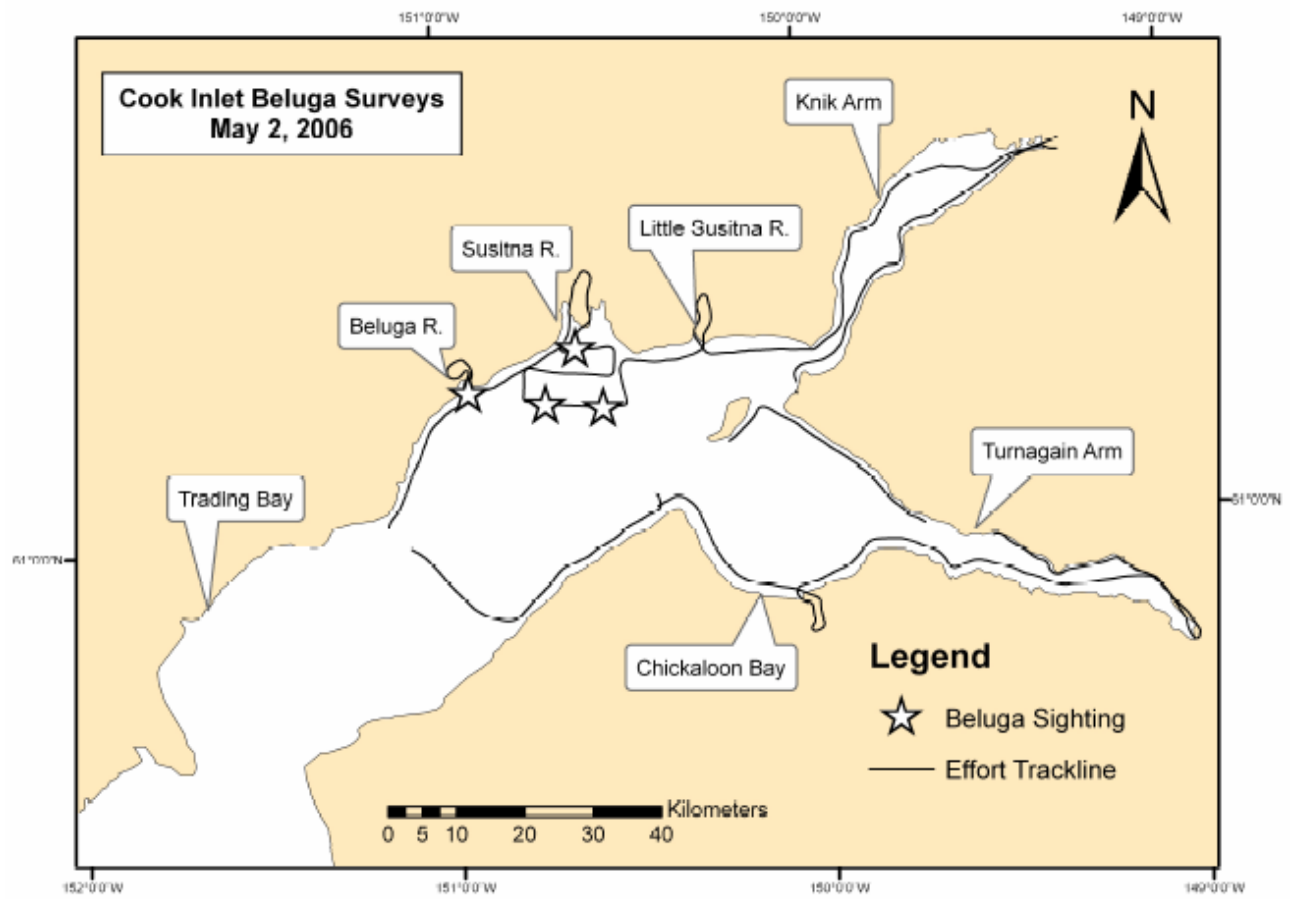 151°0'0"W
150°0'0"W
149°0'0"W
Cook Inlet Beluga Surveys
May 2, 2006
Knik Arm
N
Little Susitna R.
Susitna R.
Beluga R.
Turnagain Arm
Trading Bay
61°0'0"N
61°0'0"N
Chickaloon Bay
Legend
Beluga Sighting
Effort Trackline
Kilometers
0 5 10 20 30 40
152°0'0"W
151°0'0"W
150°0'0"W
149°0'0"W